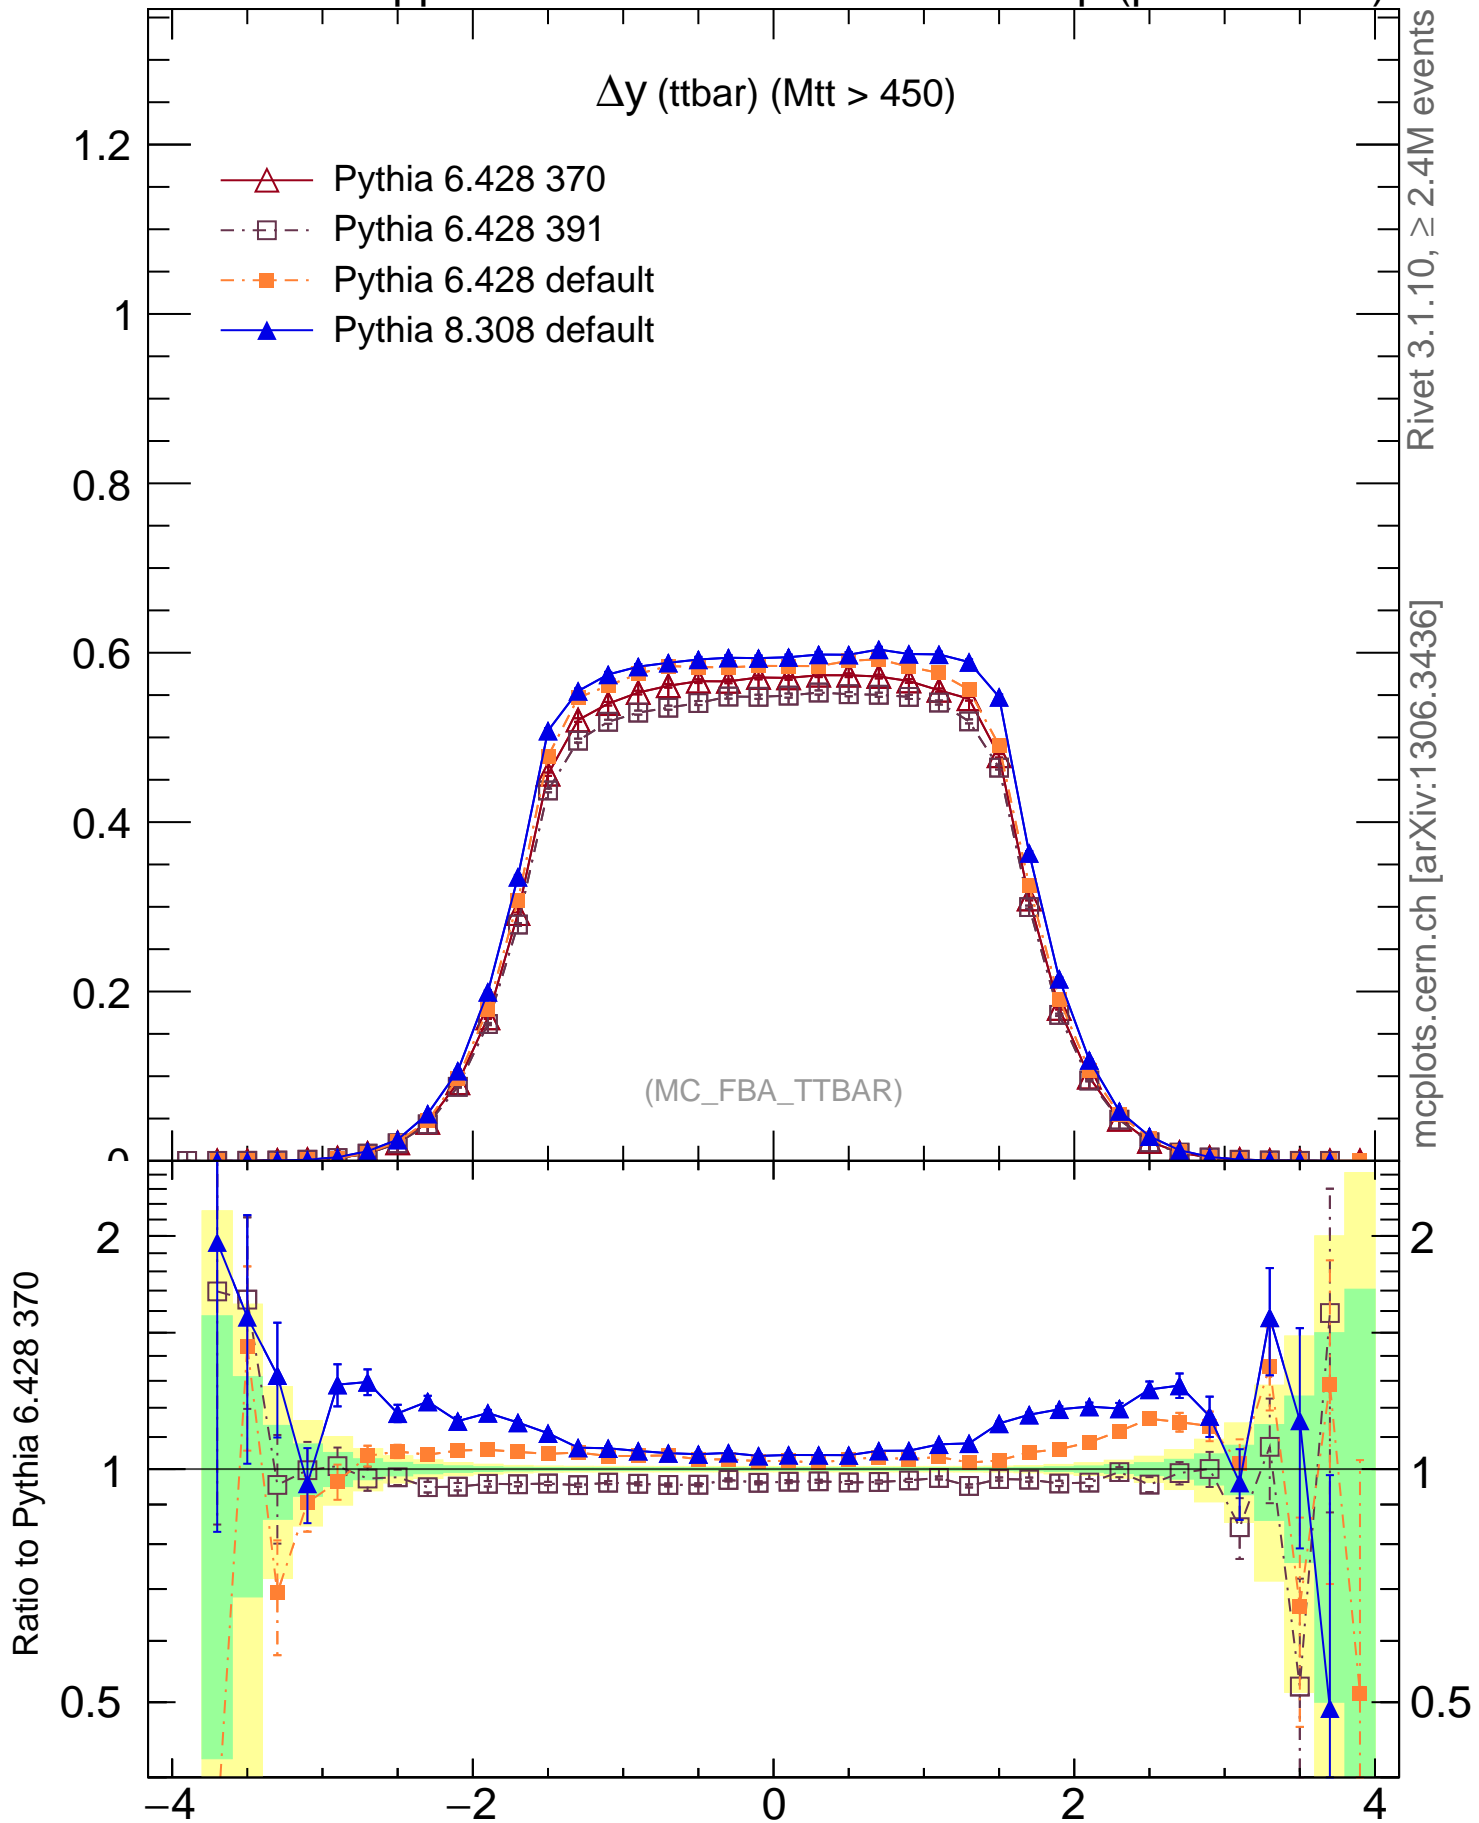 Δy (ttbar) (Mtt > 450)
Pythia 6.428 370
Pythia 6.428 391
Pythia 6.428 default
Pythia 8.308 default
1.2
1
0.8
0.6
0.4
0.2
0
(MC_FBA_TTBAR)
Rivet 3.1.10, ≥ 2.4M events
mcplots.cern.ch [arXiv:1306.3436]
Ratio to Pythia 6.428 370
2
1
0.5
2
1
0.5
−4
−2
0
2
4